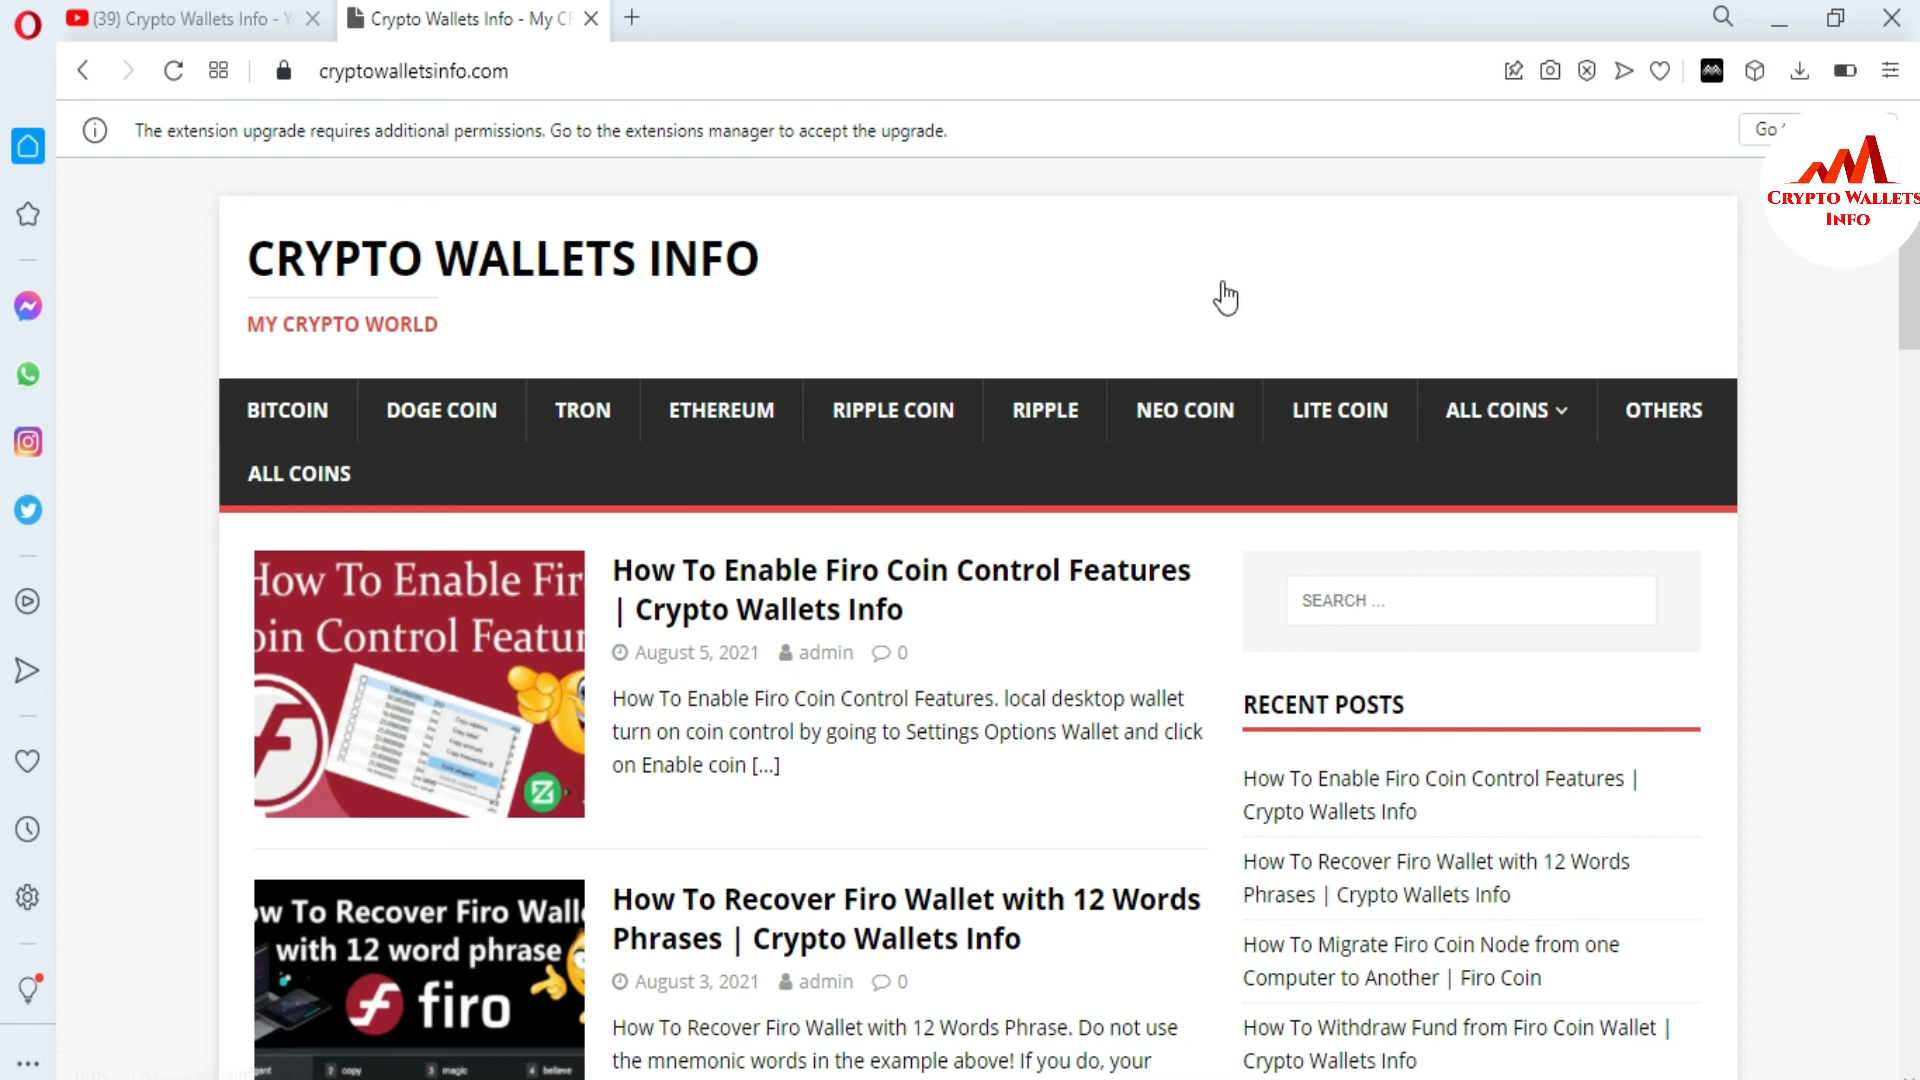 (39) Crypto Wallets Info - Y
Crypto Wallets Info - My C
cryptowalletsinfo.com
The extension upgrade requires additional permissions. Go to the extensions manager to accept the upgrade.
Go
CRYPTO WALLETS
INFO
CRYPTO WALLETS INFO
MY CRYPTO WORLD
BITCOIN DOGE COIN TRON ETHEREUM RIPPLE COIN RIPPLE NEO COIN LITE COIN ALL COINS OTHERS
ALL COINS
How To Enable Fir
oin Control Featur
How To Enable Firo Coin Control Features
| Crypto Wallets Info
August 5, 2021 admin 0
How To Enable Firo Coin Control Features. local desktop wallet
turn on coin control by going to Settings Options Wallet and click
on Enable coin [...]
SEARCH ...
RECENT POSTS
How To Enable Firo Coin Control Features |
Crypto Wallets Info
How To Recover Firo Wallet with 12 Words
Phrases | Crypto Wallets Info
How To Migrate Firo Coin Node from one
Computer to Another | Firo Coin
How To Withdraw Fund from Firo Coin Wallet |
Crypto Wallets Info
ow To Recover Firo Wall
with 12 word phrase
firo
2 copy 3 magic 4 believe
How To Recover Firo Wallet with 12 Words
Phrases | Crypto Wallets Info
August 3, 2021 admin 0
How To Recover Firo Wallet with 12 Words Phrase. Do not use
the mnemonic words in the example above! If you do, your